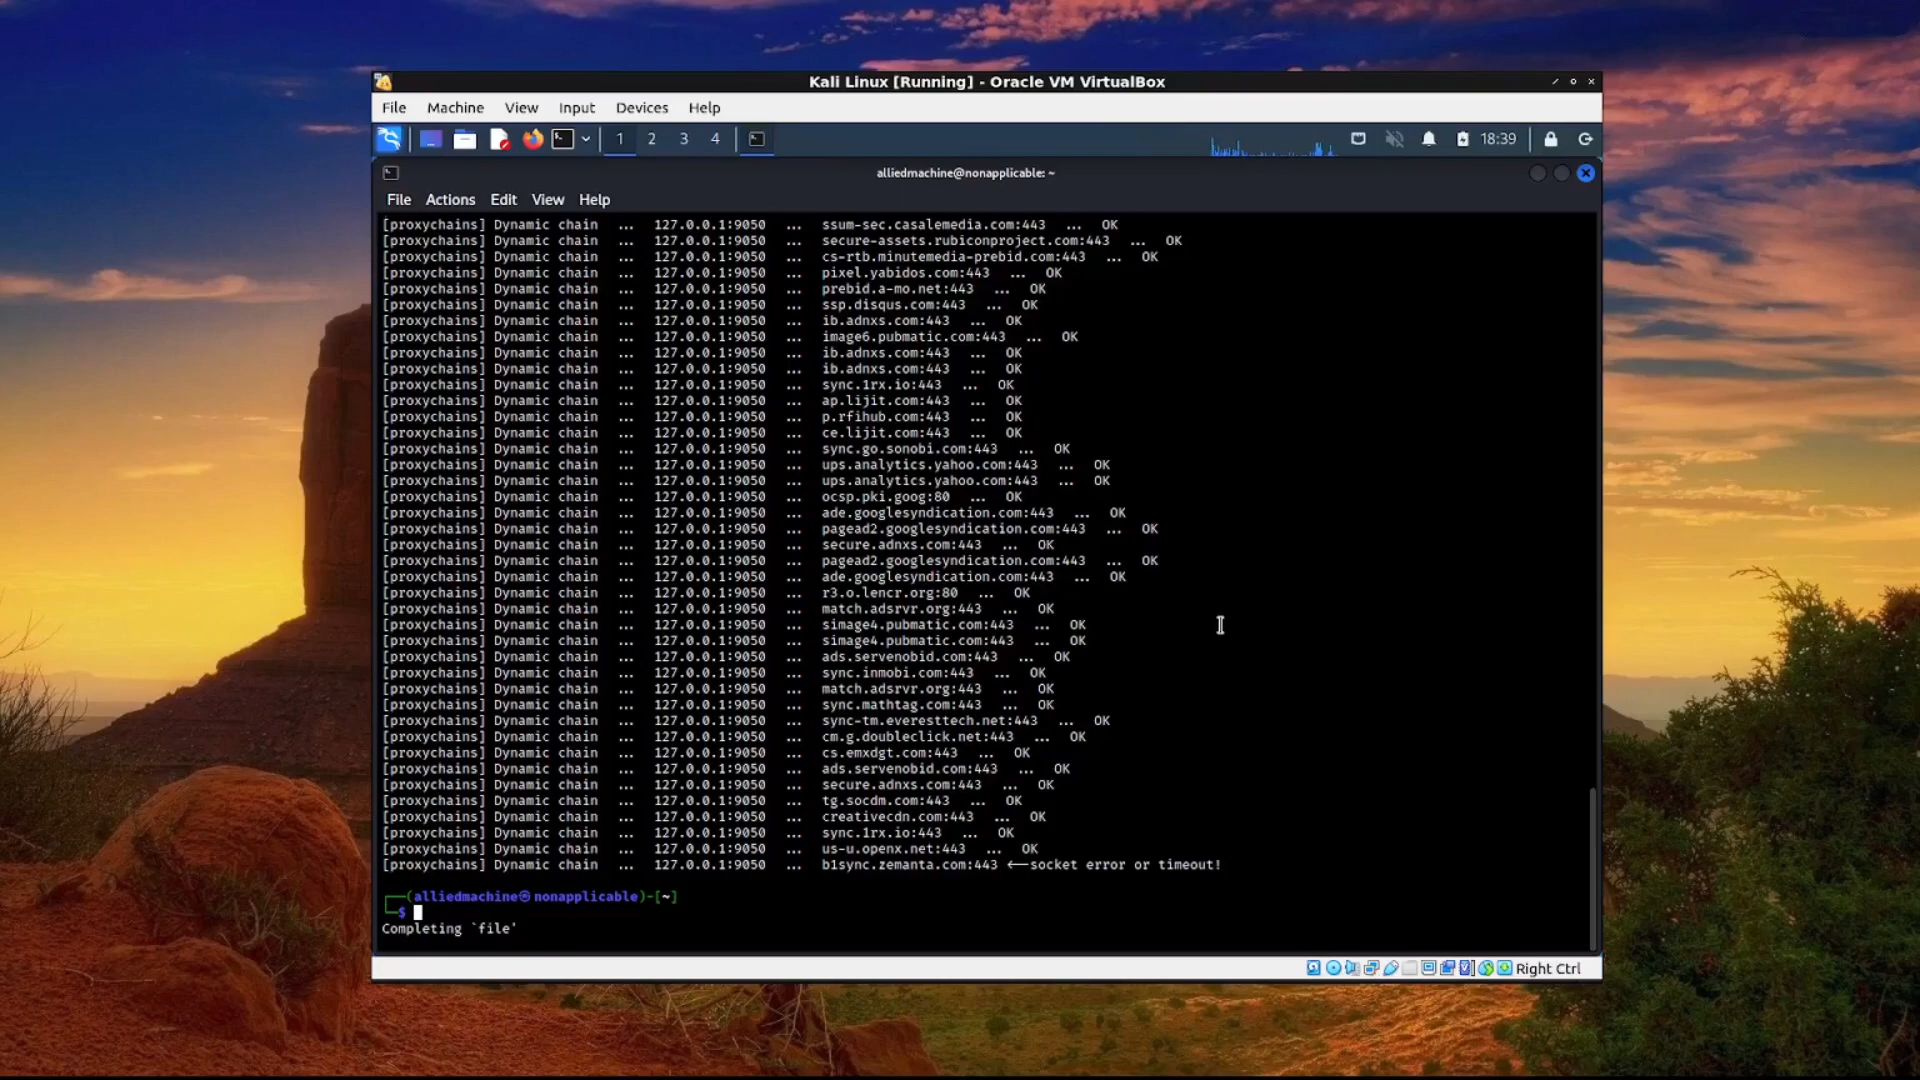 Kali Linux [Running] - Oracle VM VirtualBox
File Machine View Input Devices Help
1 2 3 4 18:39
alliedmachine@nonapplicable: ~
File Actions Edit View Help
[proxychains] Dynamic chain ... 127.0.0.1:9050 ... ssum-sec.casalemedia.com:443 ... OK
[proxychains] Dynamic chain ... 127.0.0.1:9050 ... secure-assets.rubiconproject.com:443 ... OK
[proxychains] Dynamic chain ... 127.0.0.1:9050 ... cs-rtb.minutemedia-prebid.com:443 ... OK
[proxychains] Dynamic chain ... 127.0.0.1:9050 ... pixel.yabidos.com:443 ... OK
[proxychains] Dynamic chain ... 127.0.0.1:9050 ... prebid.a-mo.net:443 ... OK
[proxychains] Dynamic chain ... 127.0.0.1:9050 ... ssp.disqus.com:443 ... OK
[proxychains] Dynamic chain ... 127.0.0.1:9050 ... ib.adnxs.com:443 ... OK
[proxychains] Dynamic chain ... 127.0.0.1:9050 ... image6.pubmatic.com:443 ... OK
[proxychains] Dynamic chain ... 127.0.0.1:9050 ... ib.adnxs.com:443 ... OK
[proxychains] Dynamic chain ... 127.0.0.1:9050 ... ib.adnxs.com:443 ... OK
[proxychains] Dynamic chain ... 127.0.0.1:9050 ... sync.1rx.io:443 ... OK
[proxychains] Dynamic chain ... 127.0.0.1:9050 ... ap.lijit.com:443 ... OK
[proxychains] Dynamic chain ... 127.0.0.1:9050 ... p.rfihub.com:443 ... OK
[proxychains] Dynamic chain ... 127.0.0.1:9050 ... ce.lijit.com:443 ... OK
[proxychains] Dynamic chain ... 127.0.0.1:9050 ... sync.go.sonobi.com:443 ... OK
[proxychains] Dynamic chain ... 127.0.0.1:9050 ... ups.analytics.yahoo.com:443 ... OK
[proxychains] Dynamic chain ... 127.0.0.1:9050 ... ups.analytics.yahoo.com:443 ... OK
[proxychains] Dynamic chain ... 127.0.0.1:9050 ... ocsp.pki.goog:80 ... OK
[proxychains] Dynamic chain ... 127.0.0.1:9050 ... ade.googlesyndication.com:443 ... OK
[proxychains] Dynamic chain ... 127.0.0.1:9050 ... pagead2.googlesyndication.com:443 ... OK
[proxychains] Dynamic chain ... 127.0.0.1:9050 ... secure.adnxs.com:443 ... OK
[proxychains] Dynamic chain ... 127.0.0.1:9050 ... pagead2.googlesyndication.com:443 ... OK
[proxychains] Dynamic chain ... 127.0.0.1:9050 ... ade.googlesyndication.com:443 ... OK
[proxychains] Dynamic chain ... 127.0.0.1:9050 ... r3.o.lencr.org:80 ... OK
[proxychains] Dynamic chain ... 127.0.0.1:9050 ... match.adsrvr.org:443 ... OK
[proxychains] Dynamic chain ... 127.0.0.1:9050 ... simage4.pubmatic.com:443 ... OK
[proxychains] Dynamic chain ... 127.0.0.1:9050 ... simage4.pubmatic.com:443 ... OK
[proxychains] Dynamic chain ... 127.0.0.1:9050 ... ads.servenobid.com:443 ... OK
[proxychains] Dynamic chain ... 127.0.0.1:9050 ... sync.inmobi.com:443 ... OK
[proxychains] Dynamic chain ... 127.0.0.1:9050 ... match.adsrvr.org:443 ... OK
[proxychains] Dynamic chain ... 127.0.0.1:9050 ... sync.mathtag.com:443 ... OK
[proxychains] Dynamic chain ... 127.0.0.1:9050 ... sync-tm.everesttech.net:443 ... OK
[proxychains] Dynamic chain ... 127.0.0.1:9050 ... cm.g.doubleclick.net:443 ... OK
[proxychains] Dynamic chain ... 127.0.0.1:9050 ... cs.emxdgt.com:443 ... OK
[proxychains] Dynamic chain ... 127.0.0.1:9050 ... ads.servenobid.com:443 ... OK
[proxychains] Dynamic chain ... 127.0.0.1:9050 ... secure.adnxs.com:443 ... OK
[proxychains] Dynamic chain ... 127.0.0.1:9050 ... tg.socdm.com:443 ... OK
[proxychains] Dynamic chain ... 127.0.0.1:9050 ... creativecdn.com:443 ... OK
[proxychains] Dynamic chain ... 127.0.0.1:9050 ... sync.1rx.io:443 ... OK
[proxychains] Dynamic chain ... 127.0.0.1:9050 ... us-u.openx.net:443 ... OK
[proxychains] Dynamic chain ... 127.0.0.1:9050 ... b1sync.zemanta.com:443 <--socket error or timeout!
┌──(alliedmachine㉿nonapplicable)-[~]
└─$
Completing `file'
Right Ctrl